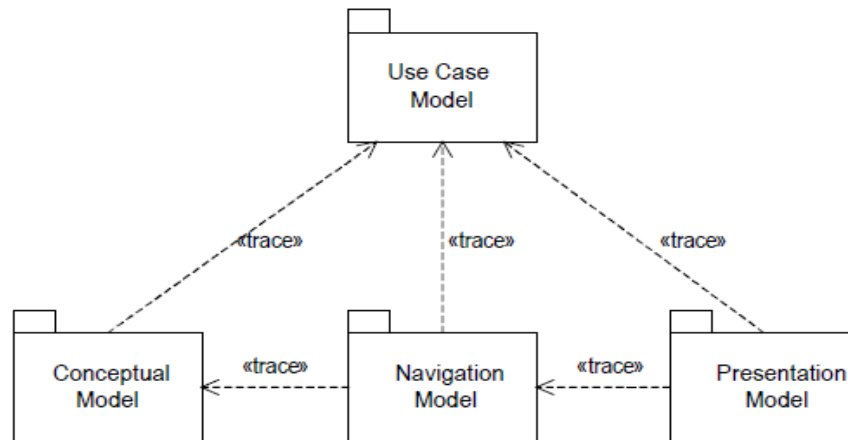 Use Case
Model
«trace»
«trace»
«trace»
Conceptual
Model
«trace»
Navigation
Model
«trace»
Presentation
Model